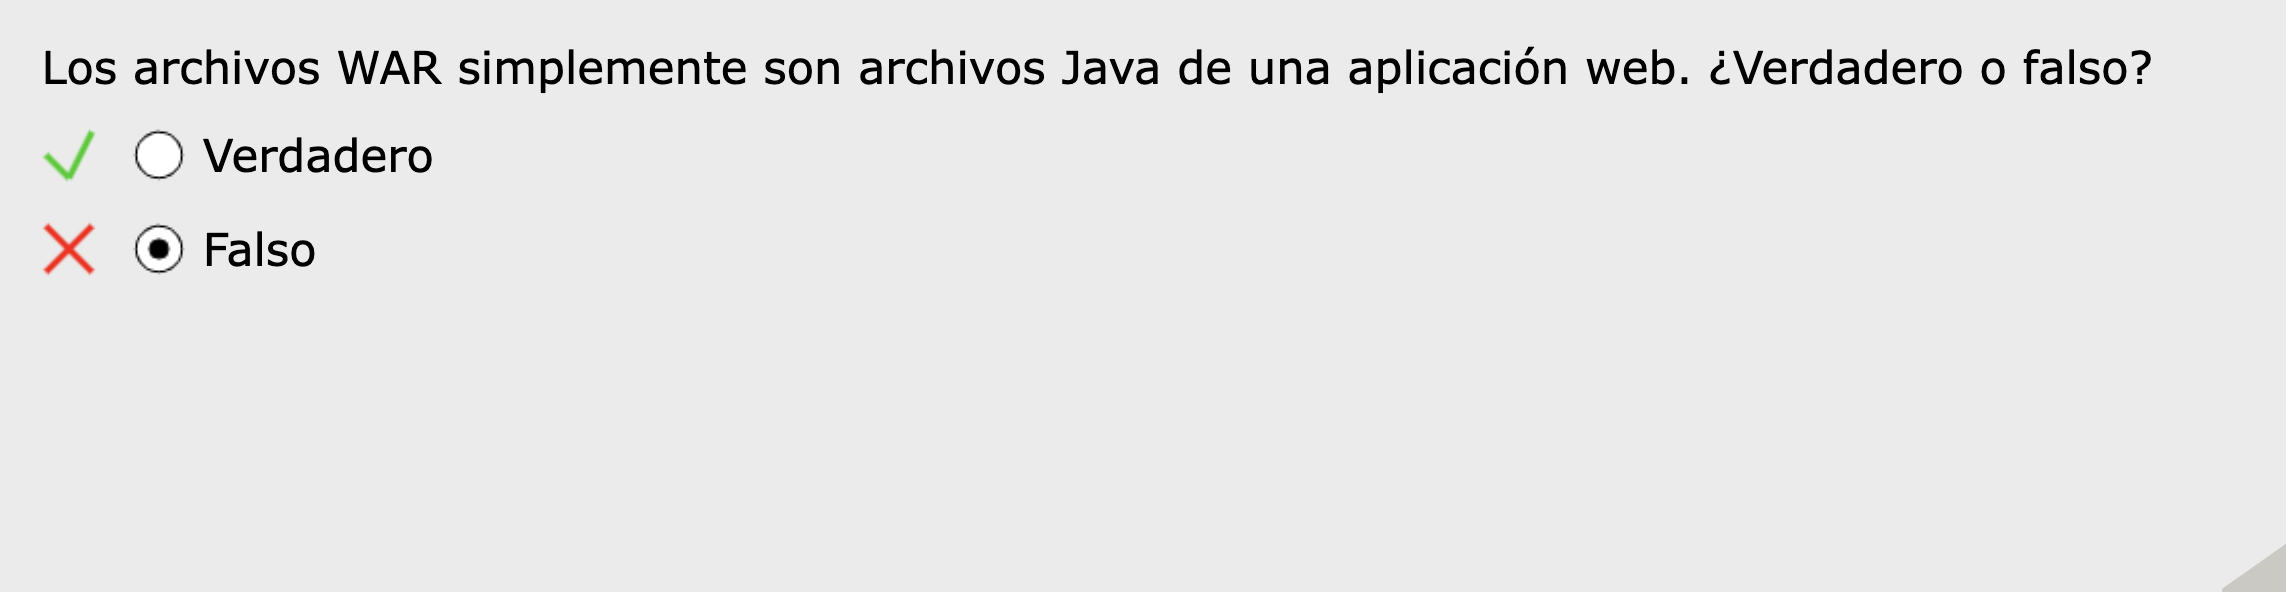 Los archivos WAR simplemente son archivos Java de una aplicación web. ¿Verdadero o falso?
Verdadero
Falso